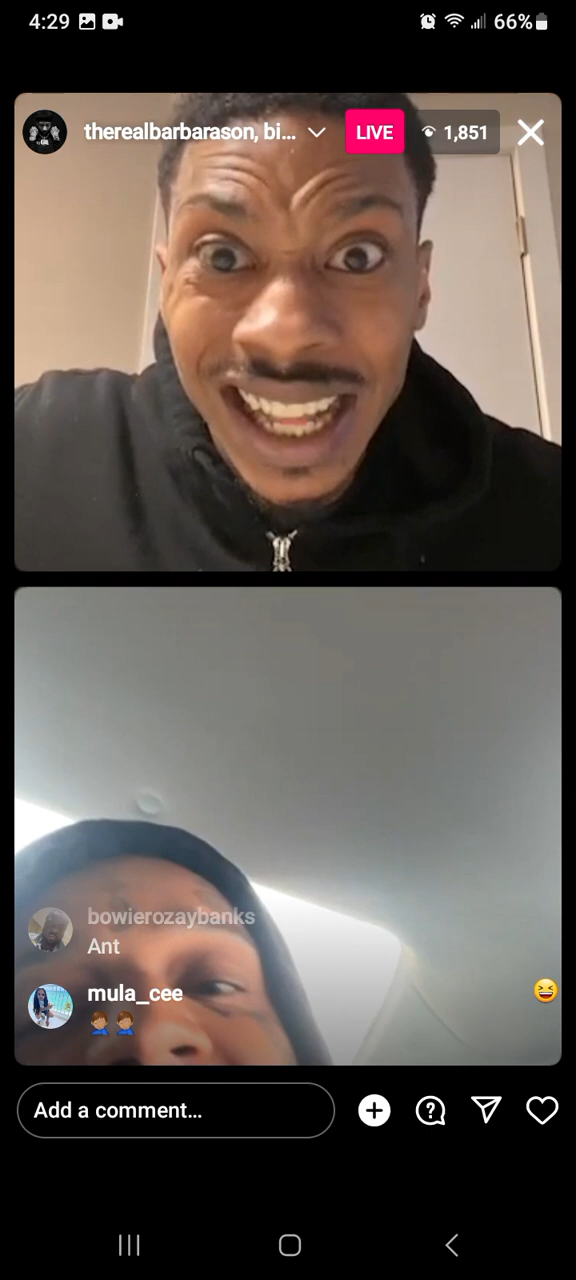 4:29
66%
therealbarbarason, bi...
LIVE
1,851
bowierozaybanks
Ant
mula_cee
Add a comment...